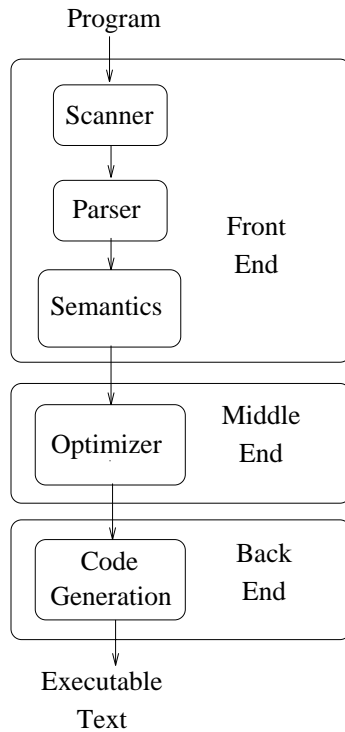 Program
Scanner
Parser
Front
End
Semantics
Middle
End
Optimizer
Code
Generation
Back
End
Executable
Text